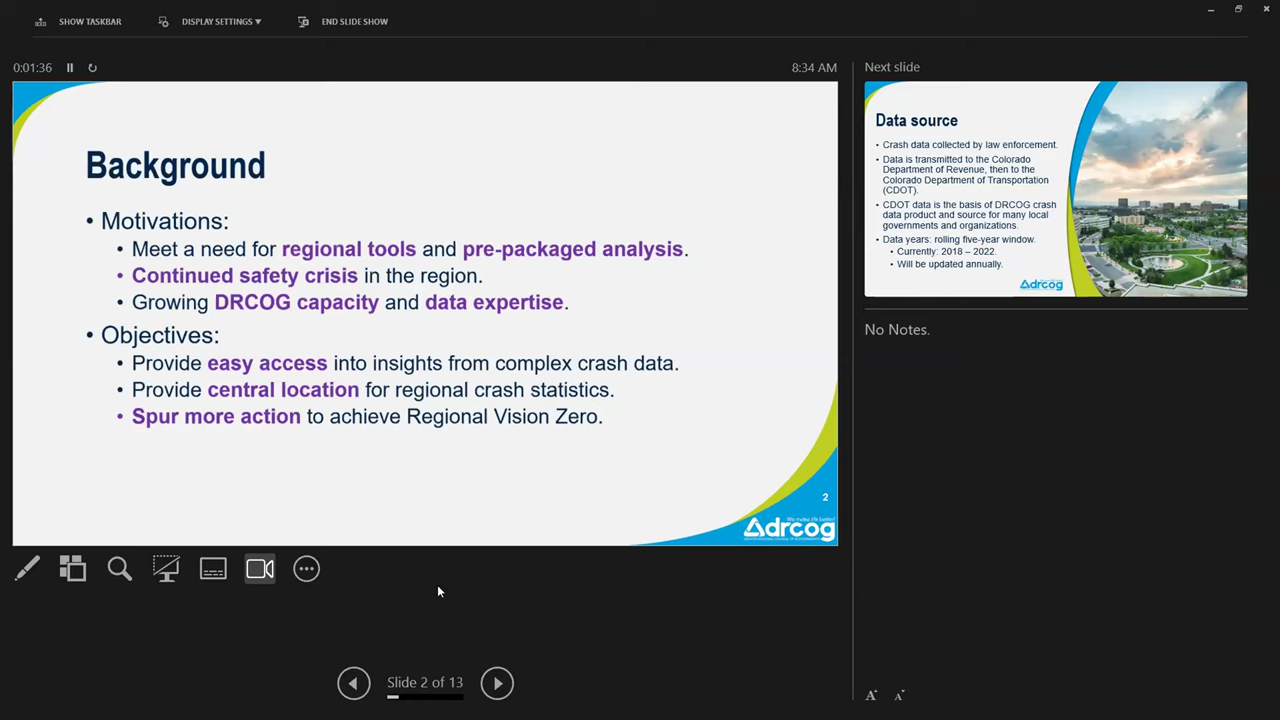 SHOW TASKBAR
DISPLAY SETTINGS ▼
END SLIDE SHOW
0:01:36
8:34 AM
Background
• Motivations:
• Meet a need for regional tools and pre-packaged analysis.
• Continued safety crisis in the region.
• Growing DRCOG capacity and data expertise.
• Objectives:
• Provide easy access into insights from complex crash data.
• Provide central location for regional crash statistics.
• Spur more action to achieve Regional Vision Zero.
2
We make life better!
drcog
Slide 2 of 13
Next slide
Data source
• Crash data collected by law enforcement.
• Data is transmitted to the Colorado
Department of Revenue, then to the
Colorado Department of Transportation
(CDOT).
• CDOT data is the basis of DRCOG crash
data product and source for many local
governments and organizations.
• Data years: rolling five-year window.
• Currently: 2018 – 2022.
• Will be updated annually.
drcog
No Notes.
A A